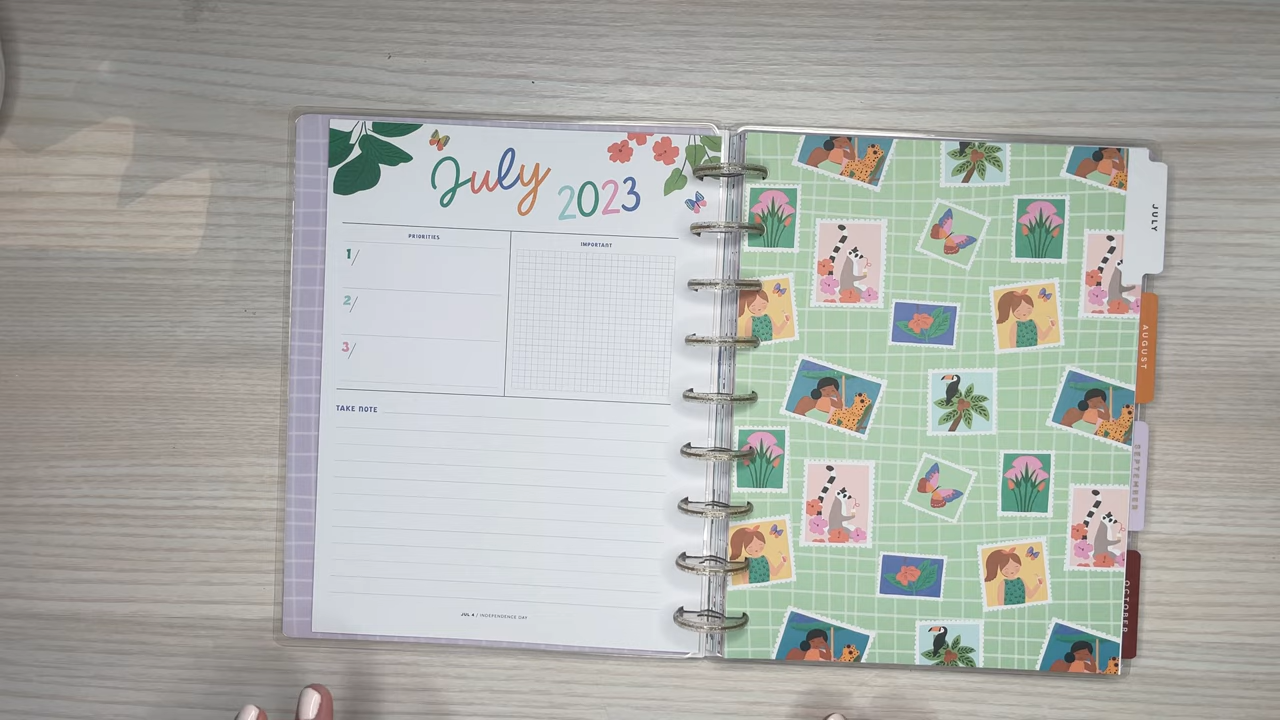 July
2023
PRIORITIES
IMPORTANT
1/
2/
3/
TAKE NOTE
JUL 4 / INDEPENDENCE DAY
JULY
AUGUST
SEPTEMBER
OCTOBER